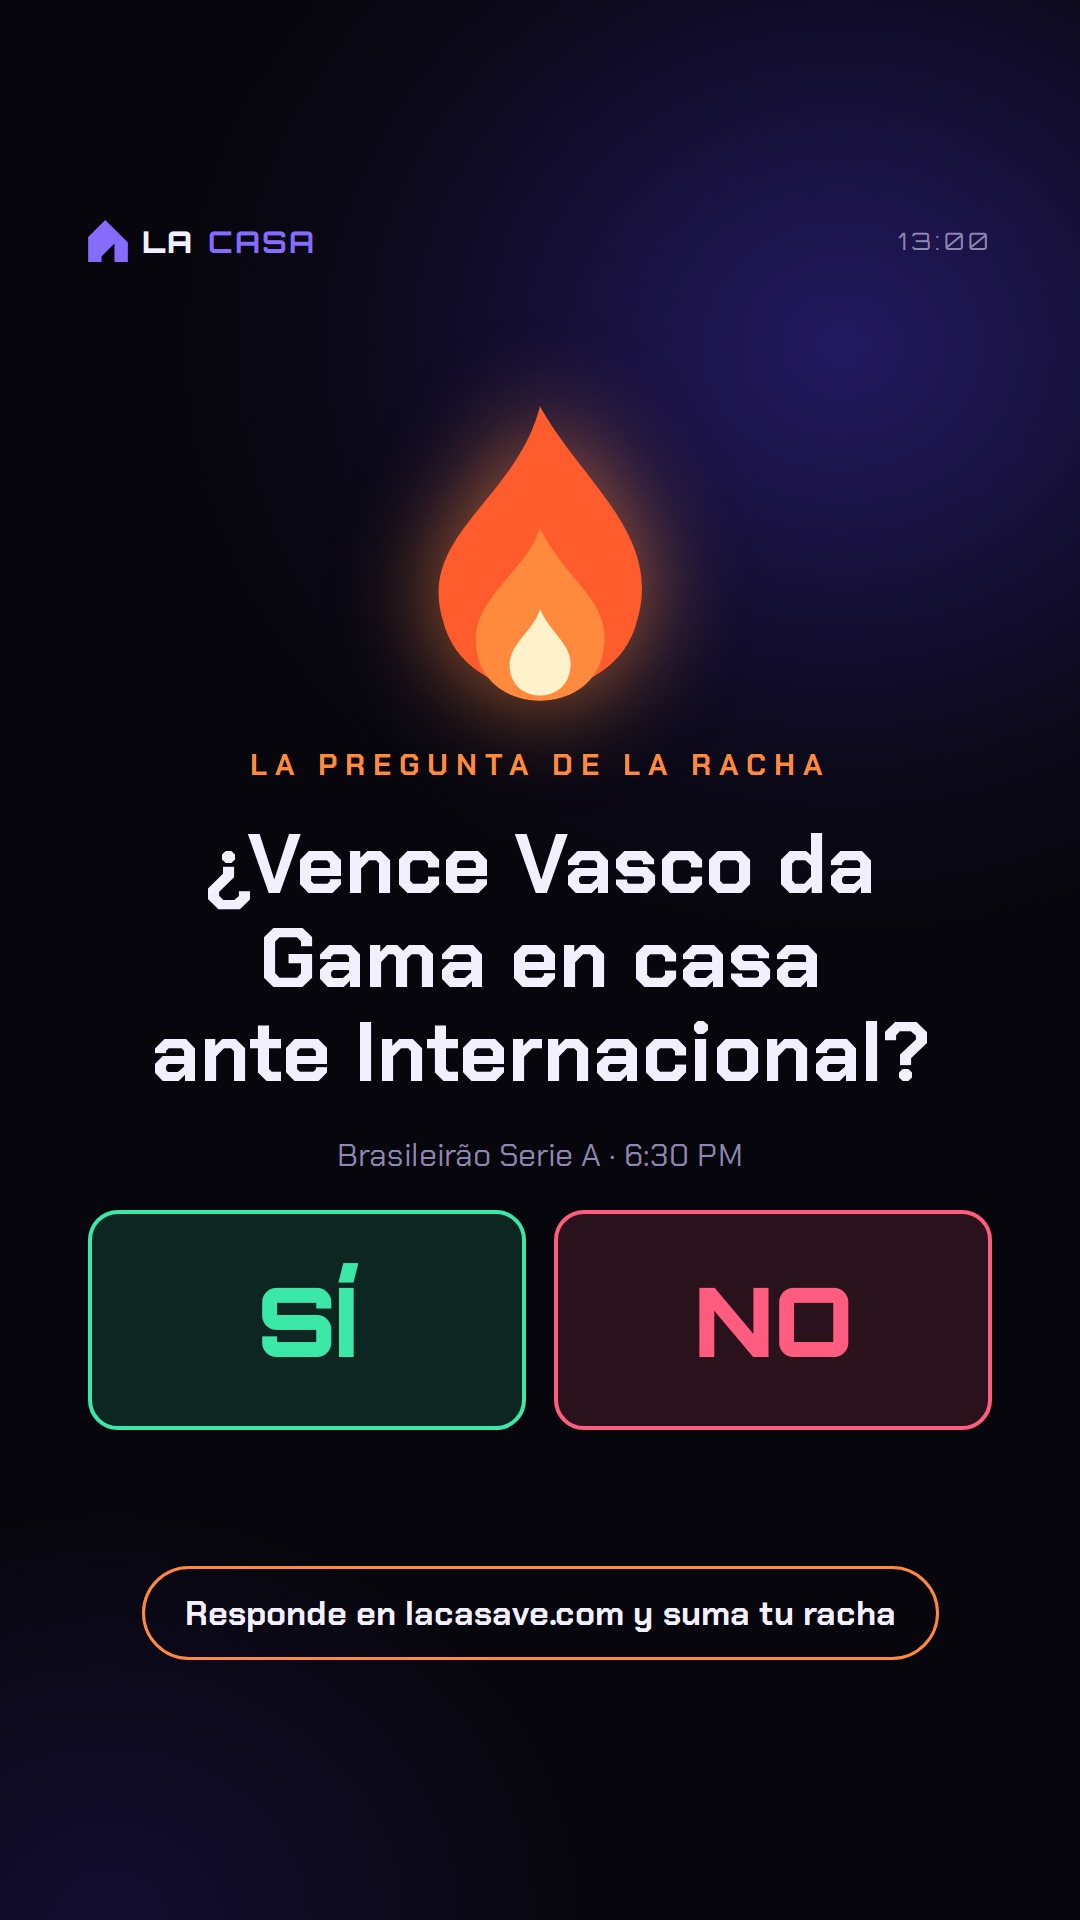 LA CASA
13:00
LA PREGUNTA DE LA RACHA
¿Vence Vasco da
Gama en casa
ante Internacional?
Brasileirão Serie A · 6:30 PM
SÍ
NO
Responde en lacasave.com y suma tu racha